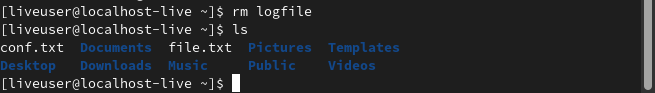 [liveuser@localhost-live ~]$ rm logfile
[liveuser@localhost-live ~]$ ls
conf.txt  Documents  file.txt  Pictures  Templates
Desktop   Downloads  Music     Public    Videos
[liveuser@localhost-live ~]$